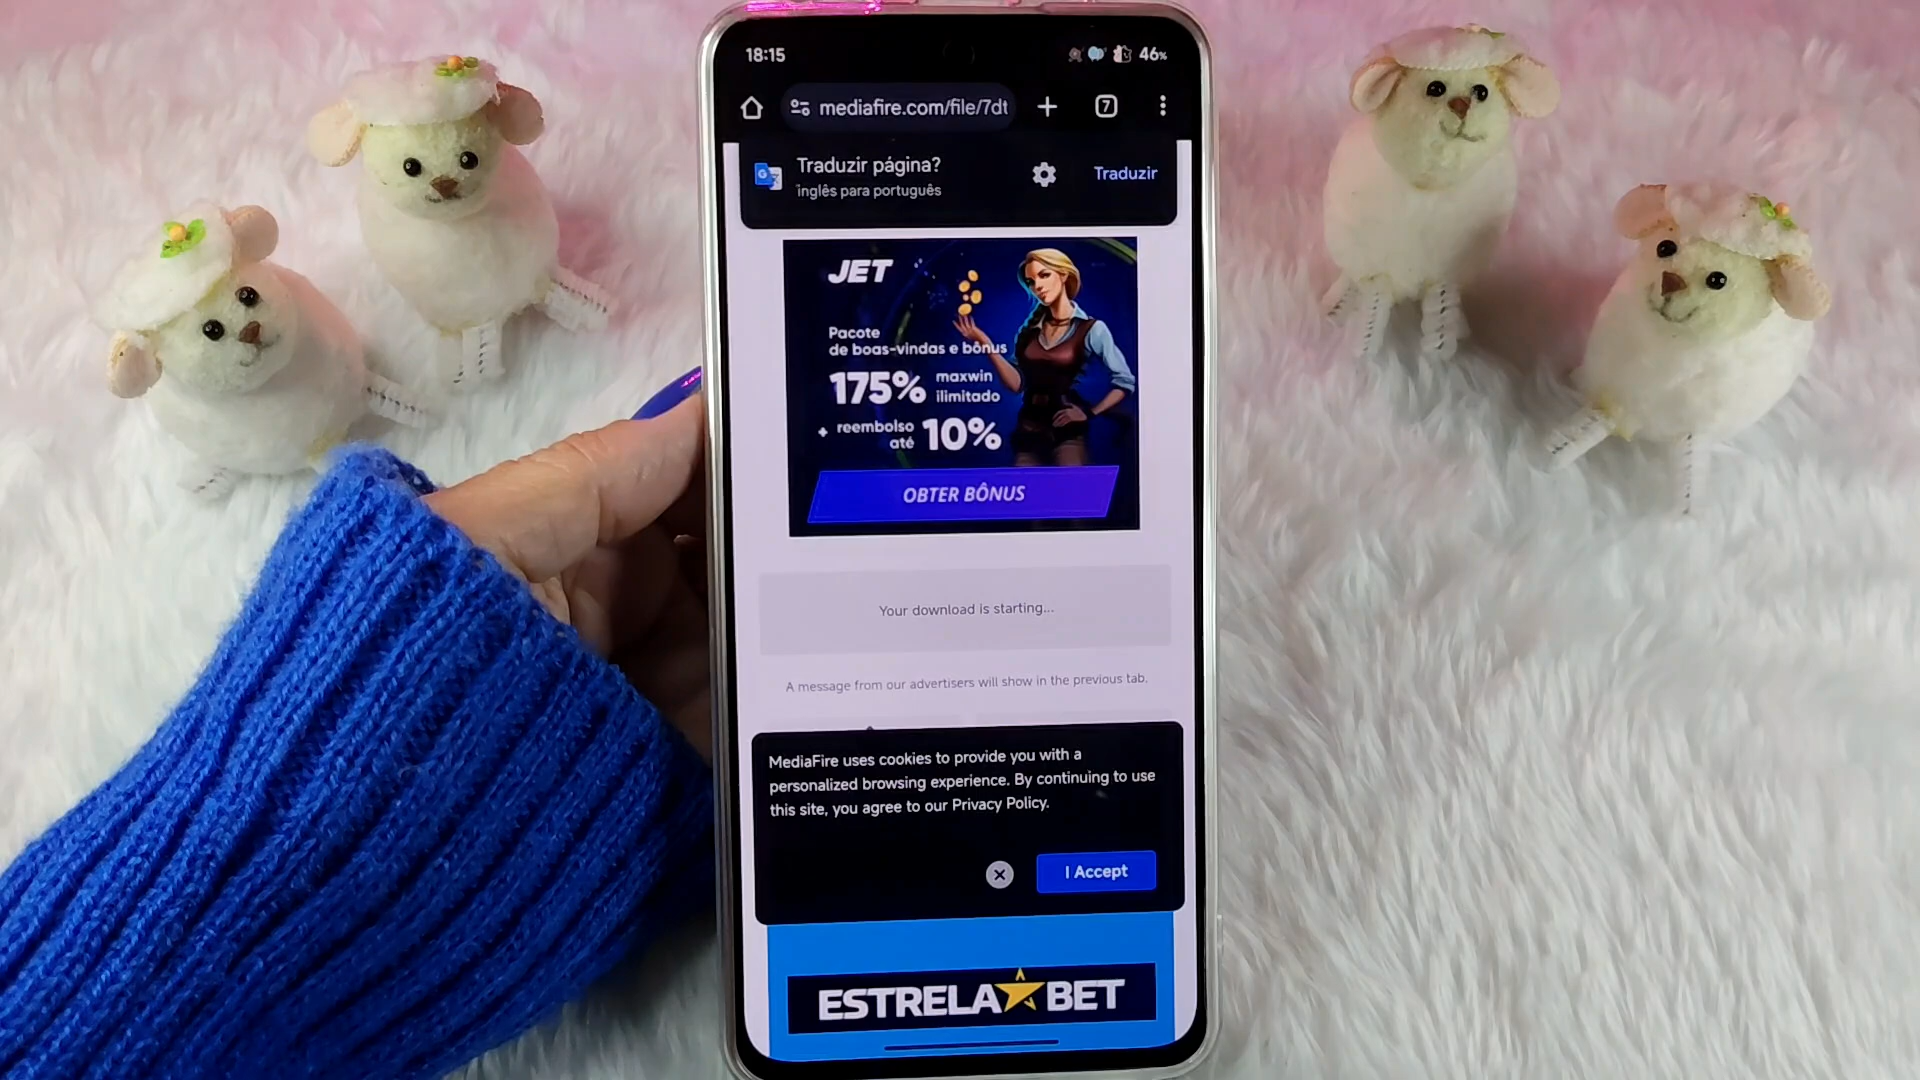 18:15
46%
mediafire.com/file/7dt
7
Traduzir página?
inglês para português
Traduzir
JET
Pacote
de boas-vindas e bônus
175% maxwin
ilimitado
+ reembolso
até 10%
OBTER BÔNUS
Your download is starting...
A message from our advertisers will show in the previous tab.
MediaFire uses cookies to provide you with a
personalized browsing experience. By continuing to use
this site, you agree to our Privacy Policy.
I Accept
ESTRELA BET